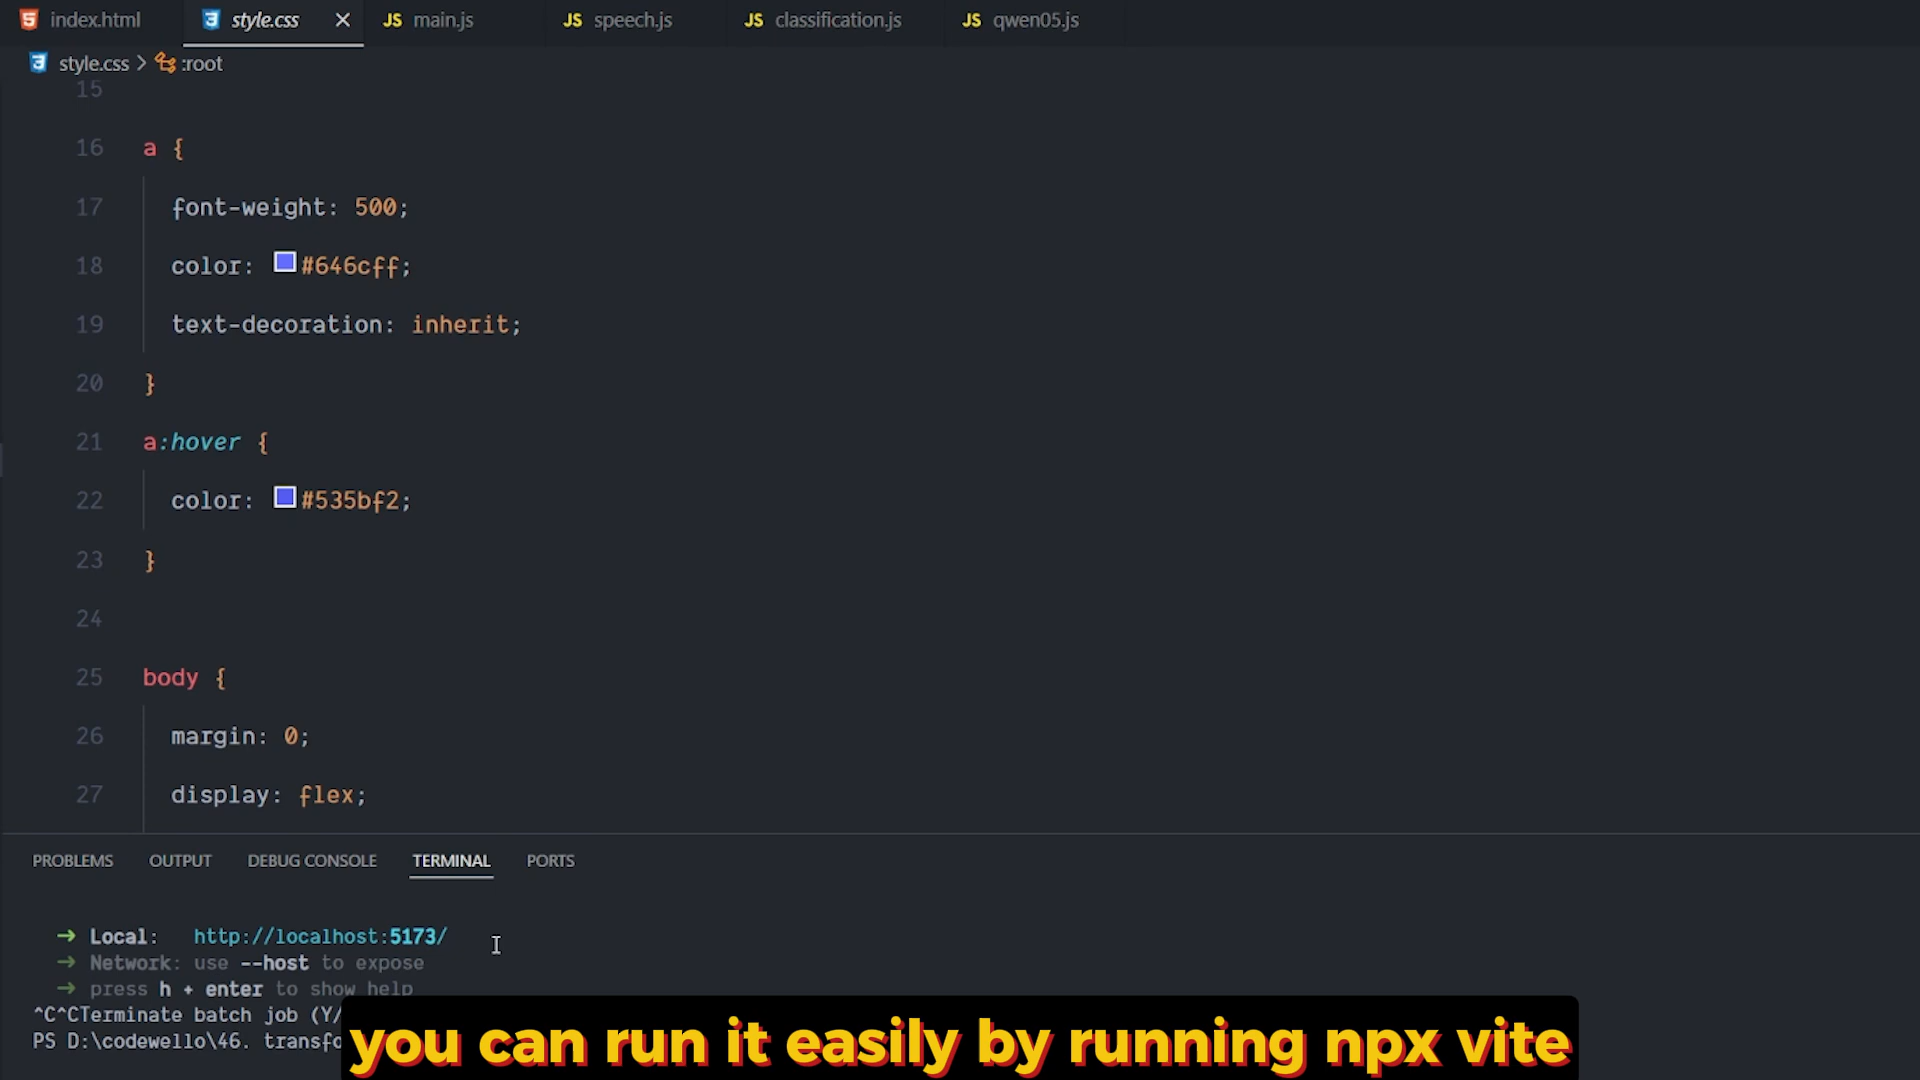 index.html
style.css
JS main.js
JS speech.js
JS classification.js
JS qwen05.js
style.css > :root
15
16 a {
17 font-weight: 500;
18 color: #646cff;
19 text-decoration: inherit;
20 }
21 a:hover {
22 color: #535bf2;
23 }
24
25 body {
26 margin: 0;
27 display: flex;
PROBLEMS OUTPUT DEBUG CONSOLE TERMINAL PORTS
➜ Local: http://localhost:5173/
➜ Network: use --host to expose
➜ press h + enter to show help
^C^CTerminate batch job (Y/
PS D:\codewello\46. transfo
you can run it easily by running npx vite